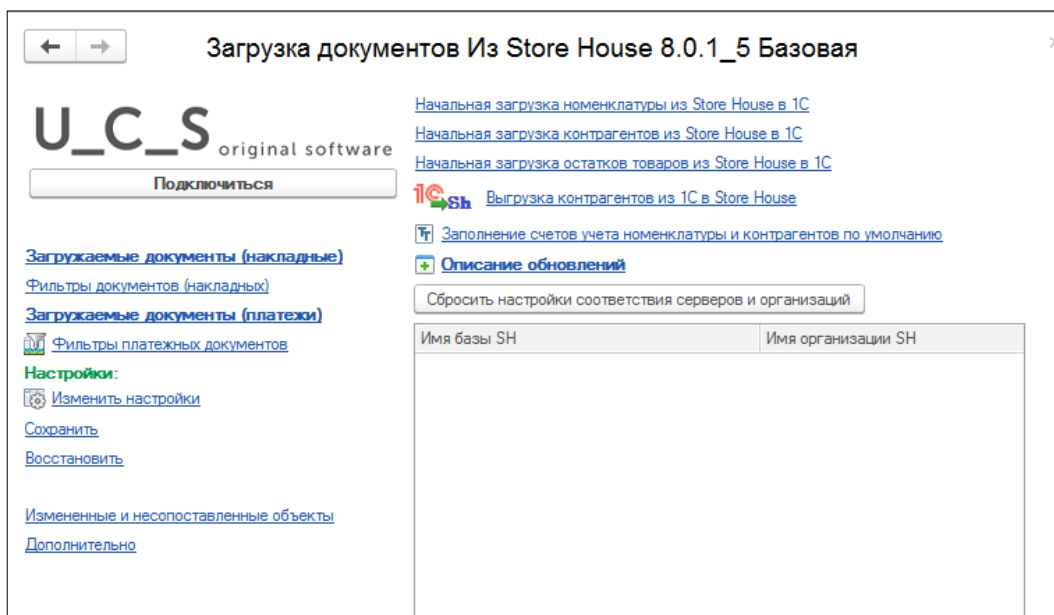 Загрузка документов Из Store House 8.0.1_5 Базовая
U_C_S original software
Подключиться
Загружаемые документы (накладные)
Фильтры документов (накладных)
Загружаемые документы (платежи)
Фильтры платежных документов
Настройки:
Изменить настройки
Сохранить
Восстановить
Измененные и несопоставленные объекты
Дополнительно
Начальная загрузка номенклатуры из Store House в 1С
Начальная загрузка контрагентов из Store House в 1С
Начальная загрузка остатков товаров из Store House в 1С
1С Sh Выгрузка контрагентов из 1С в Store House
Тт Заполнение счетов учета номенклатуры и контрагентов по умолчанию
Описание обновлений
Сбросить настройки соответствия серверов и организаций
Имя базы SH Имя организации SH